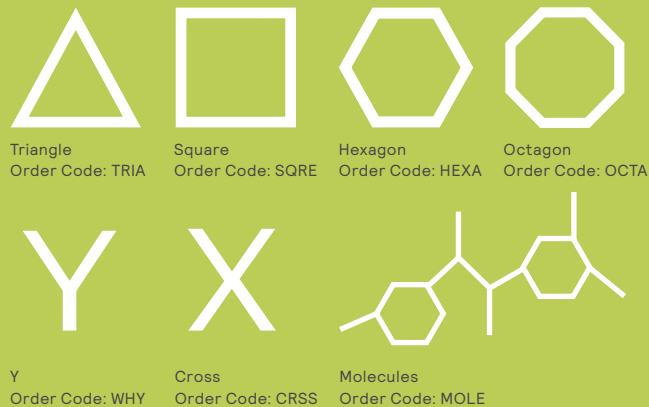 Triangle
Order Code: TRIA
Square
Order Code: SQRE
Hexagon
Order Code: HEXA
Octagon
Order Code: OCTA
Y
Order Code: WHY
Cross
Order Code: CRSS
Molecules
Order Code: MOLE